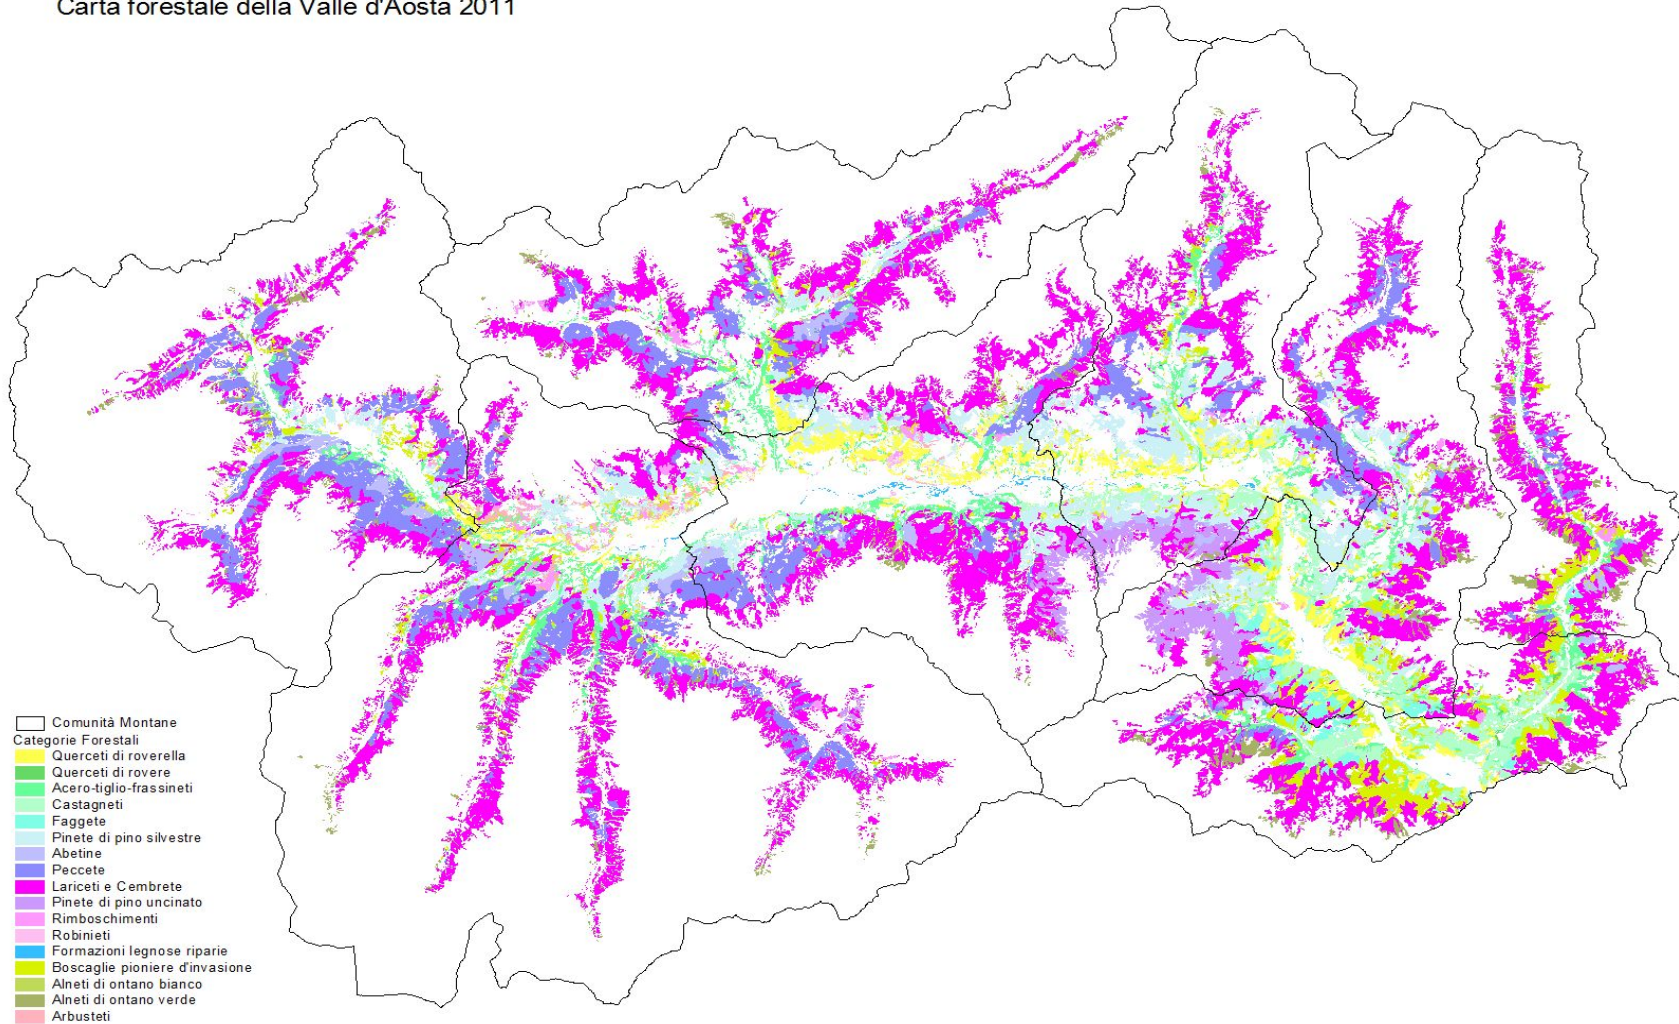 Carta forestale della Valle d'Aosta 2011
Comunità Montane
Categorie Forestali
Querceti di roverella
Querceti di rovere
Acero-tiglio-frassineti
Castagneti
Faggete
Pinete di pino silvestre
Abetine
Peccete
Lariceti e Cembrete
Pinete di pino uncinato
Rimboschimenti
Robinieti
Formazioni legnose riparie
Boscaglie pioniere d'invasione
Alneti di ontano bianco
Alneti di ontano verde
Arbusteti